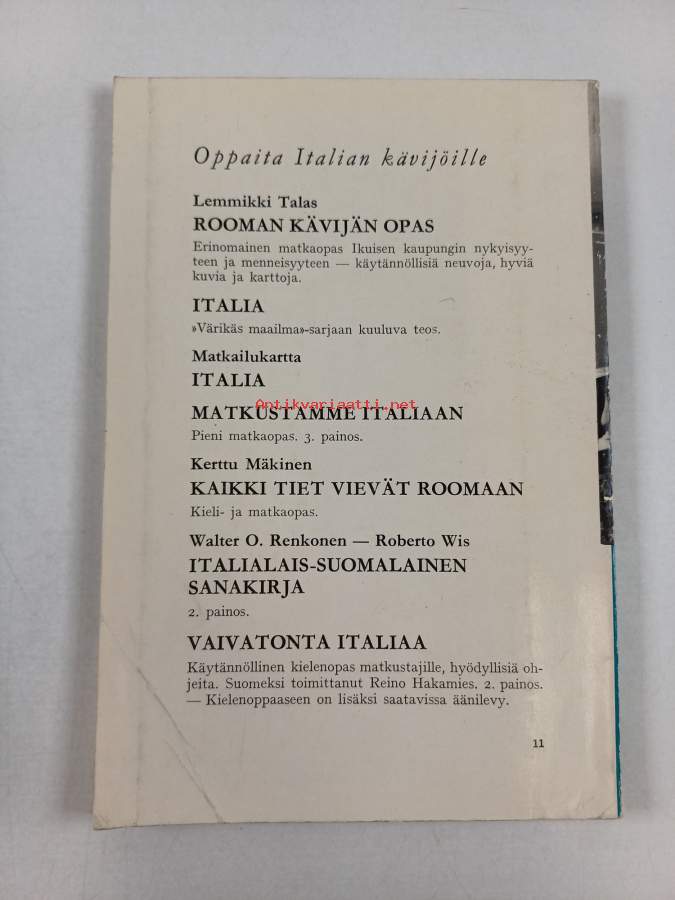 Oppaita Italian kävijöille
Lemmikki Talas
ROOMAN KÄVIJÄN OPAS
Erinomainen matkaopas Ikuisen kaupungin nykyisyy-
teen ja menneisyyteen — käytännöllisiä neuvoja, hyviä
kuvia ja karttoja.
ITALIA
»Värikäs maailma»-sarjaan kuuluva teos.
Matkailukartta
ITALIA
Antikvariaatti.net
MATKUSTAMME ITALIAAN
Pieni matkaopas. 3. painos.
Kerttu Mäkinen
KAIKKI TIET VIEVÄT ROOMAAN
Kieli- ja matkaopas.
Walter O. Renkonen — Roberto Wis
ITALIALAIS-SUOMALAINEN
SANAKIRJA
2. painos.
VAIVATONTA ITALIAA
Käytännöllinen kielenopas matkustajille, hyödyllisiä oh-
jeita. Suomeksi toimittanut Reino Hakamies. 2. painos.
— Kielenoppaaseen on lisäksi saatavissa äänilevy.
11